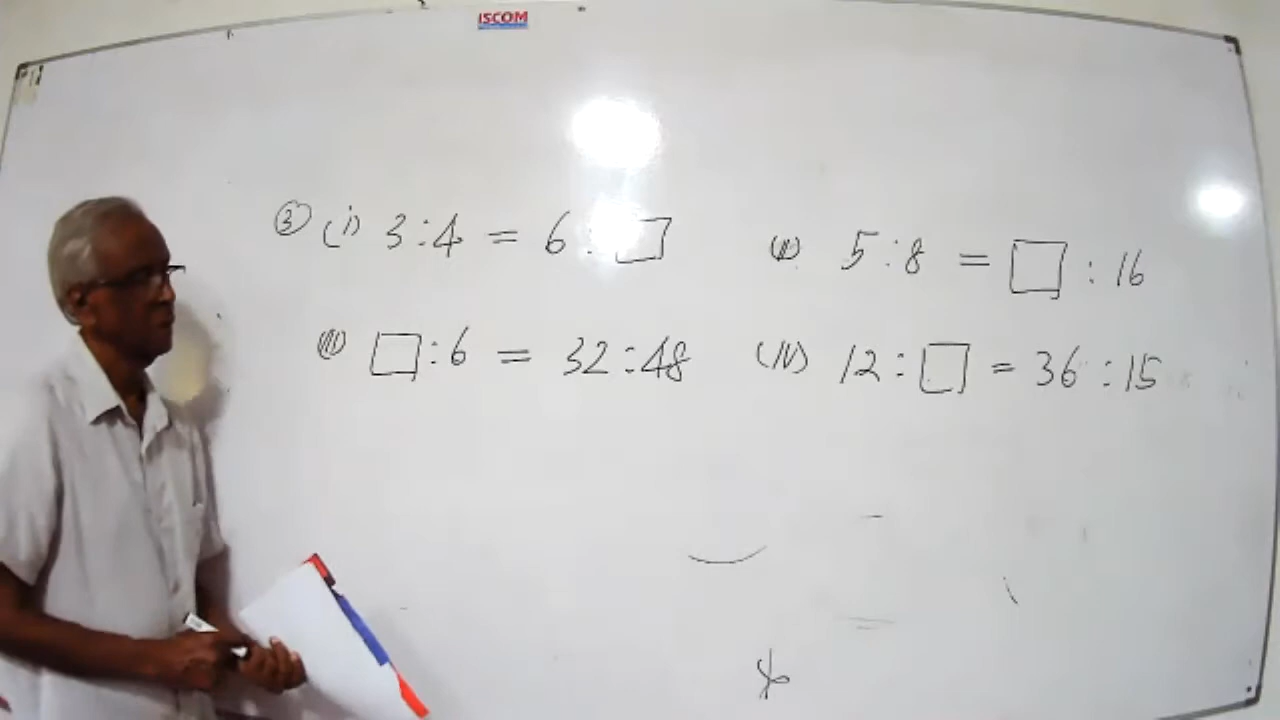 ISCOM
③ (i) 3 : 4 = 6 : □ (ii) 5 : 8 = □ : 16
(iii) □ : 6 = 32 : 48 (iv) 12 : □ = 36 : 15